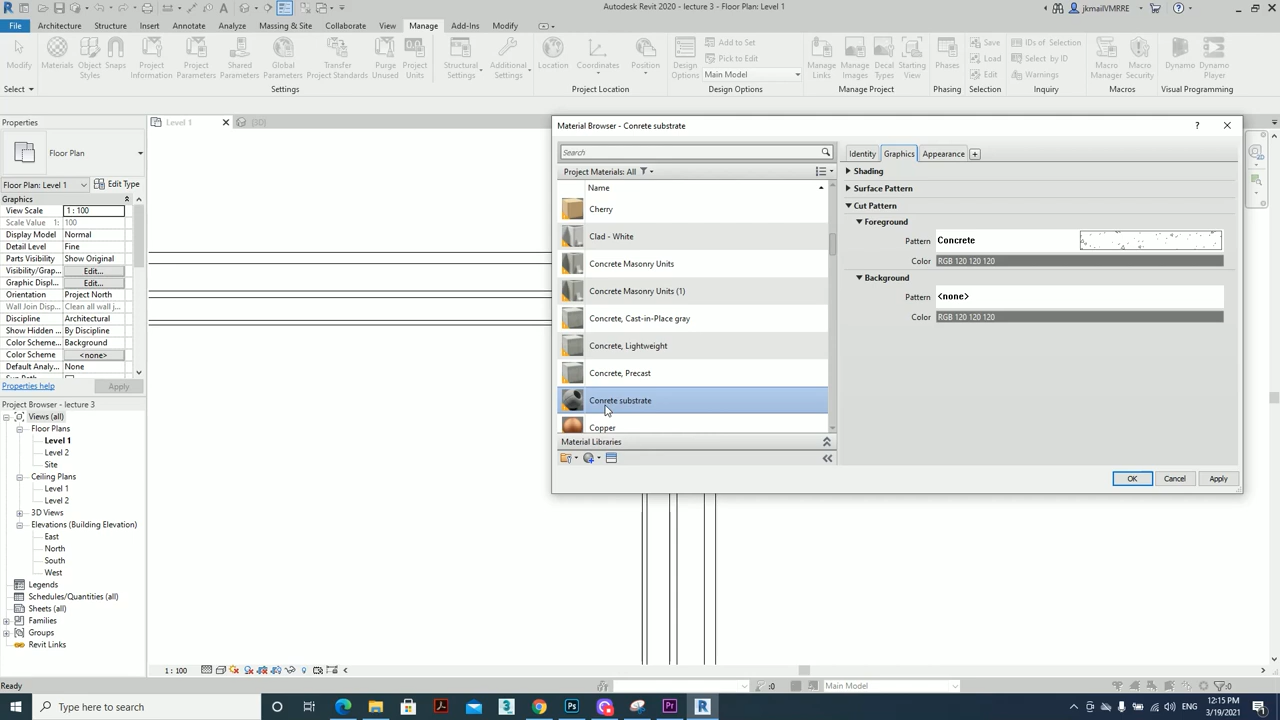 Autodesk Revit 2020 - lecture 3 - Floor Plan: Level 1
jkmailVMRRE
File Architecture Structure Insert Annotate Analyze Massing & Site Collaborate View Manage Add-Ins Modify
Modify
Materials
Object Styles
Snaps
Project Information
Project Parameters
Shared Parameters
Global Parameters
Transfer Project Standards
Purge Unused
Project Units
Structural Settings
Additional Settings
Location
Coordinates
Position
Design Options
Add to Set
Pick to Edit
Main Model
Manage Links
Manage Images
Decal Types
Starting View
Phases
Save
Load
Edit
IDs of Selection
Select by ID
Warnings
Macro Manager
Macro Security
Dynamo
Dynamo Player
Select Settings Project Location Design Options Manage Project Phasing Selection Inquiry Macros Visual Programming
Properties
Floor Plan
Floor Plan: Level 1 Edit Type
Graphics
View Scale 1 : 100
Scale Value 1: 100
Display Model Normal
Detail Level Fine
Parts Visibility Show Original
Visibility/Grap... Edit...
Graphic Displ... Edit...
Orientation Project North
Wall Join Disp... Clean all wall j...
Discipline Architectural
Show Hidden ... By Discipline
Color Scheme ... Background
Color Scheme <none>
Default Analy... None
Properties help Apply
Project Browser - lecture 3
Views (all)
Floor Plans
Level 1
Level 2
Site
Ceiling Plans
Level 1
Level 2
3D Views
Elevations (Building Elevation)
East
North
South
West
Legends
Schedules/Quantities (all)
Sheets (all)
Families
Groups
Revit Links
Level 1 {3D}
Material Browser - Conrete substrate
Search
Project Materials: All
Name
Cherry
Clad - White
Concrete Masonry Units
Concrete Masonry Units (1)
Concrete, Cast-in-Place gray
Concrete, Lightweight
Concrete, Precast
Conrete substrate
Copper
Material Libraries
Identity Graphics Appearance
Shading
Surface Pattern
Cut Pattern
Foreground
Pattern Concrete
Color RGB 120 120 120
Background
Pattern <none>
Color RGB 120 120 120
OK Cancel Apply
1 : 100
Ready
:0 Main Model :0
Type here to search
12:15 PM
3/19/2021